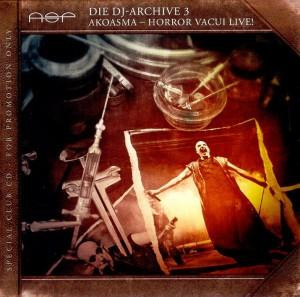 ASP
DIE DJ-ARCHIVE 3
AKOASMA – HORROR VACUI LIVE!
SPECIAL CLUB CD · FOR PROMOTION ONLY